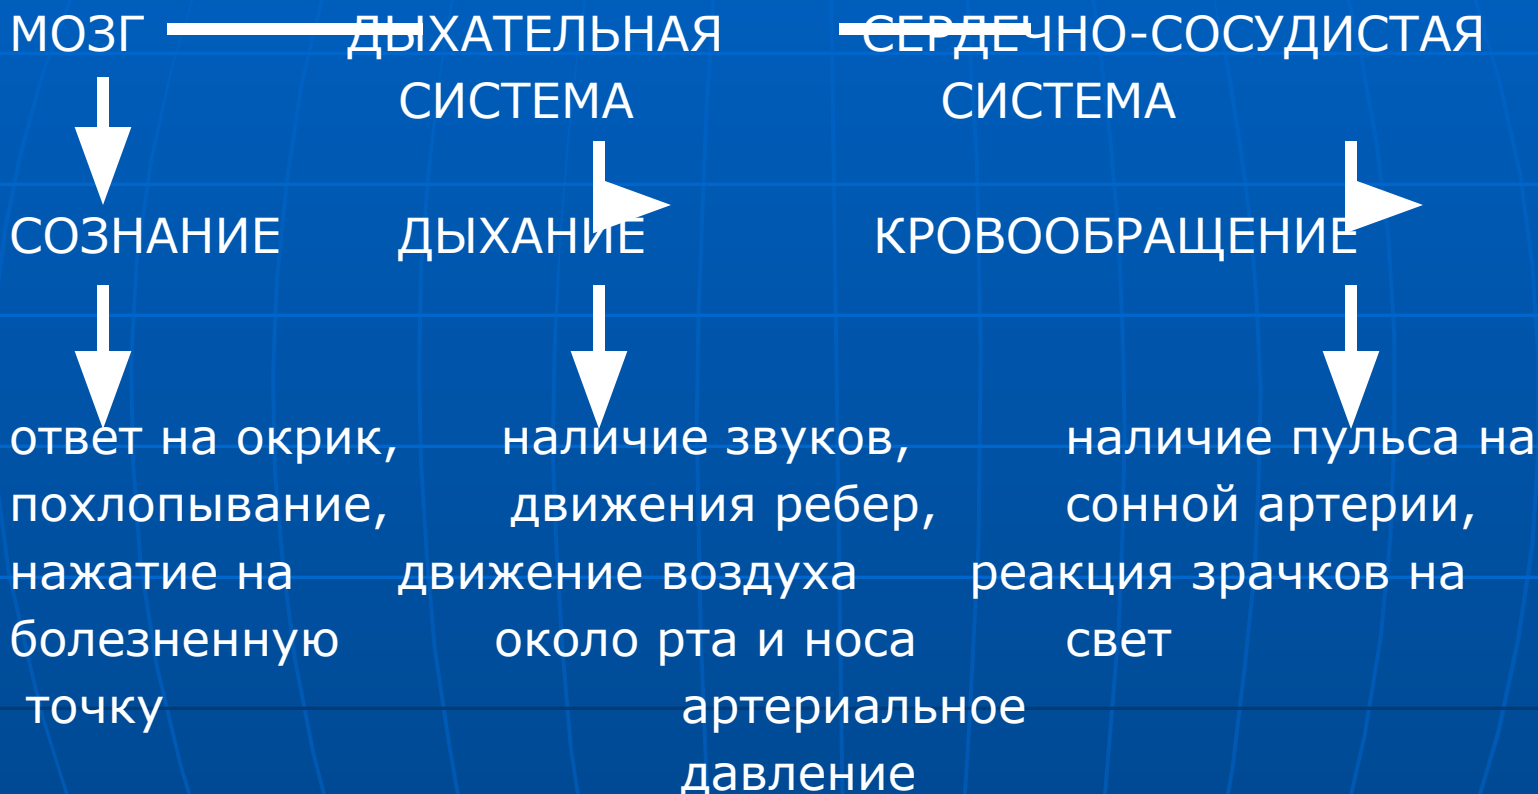 МОЗГ ДЫХАТЕЛЬНАЯ СЕРДЕЧНО-СОСУДИСТАЯ
СИСТЕМА СИСТЕМА
СОЗНАНИЕ ДЫХАНИЕ КРОВООБРАЩЕНИЕ
ответ на окрик, наличие звуков, наличие пульса на
похлопывание, движения ребер, сонной артерии,
нажатие на движение воздуха реакция зрачков на
болезненную около рта и носа свет
точку артериальное
давление